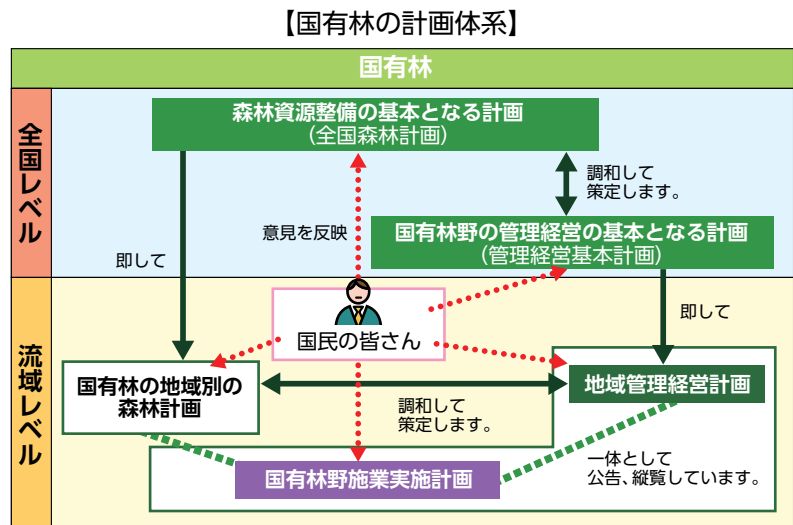 【国有林の計画体系】
国有林
全国レベル
森林資源整備の基本となる計画
(全国森林計画)
調和して
策定します。
意見を反映
国有林野の管理経営の基本となる計画
(管理経営基本計画)
即して
即して
国民の皆さん
流域レベル
国有林の地域別の
森林計画
調和して
策定します。
地域管理経営計画
一体として
公告、縦覧しています。
国有林野施業実施計画